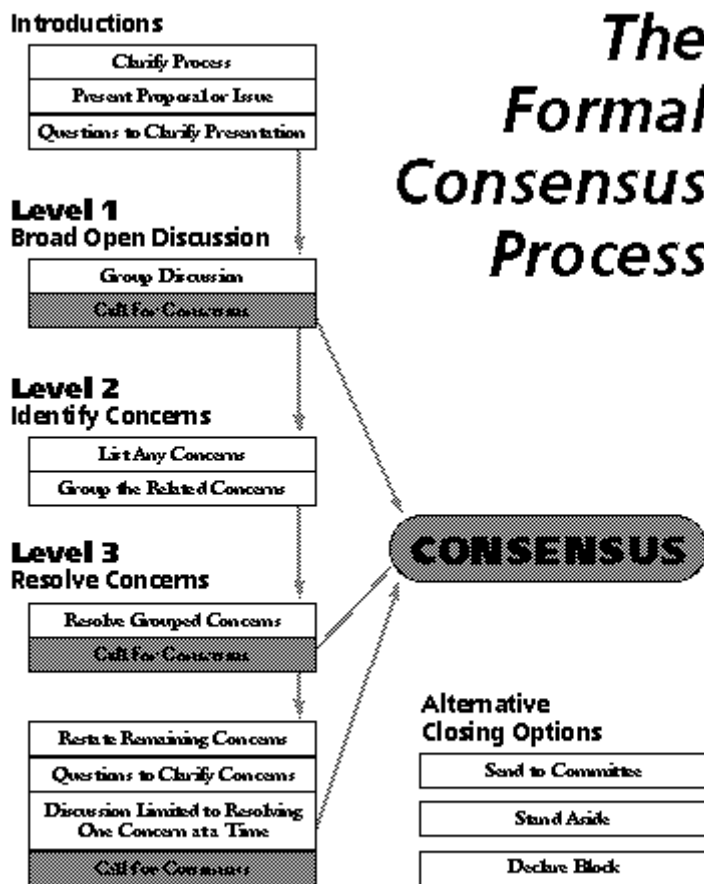 The
Formal
Consensus
Process
Introductions
Clarify Process
Present Proposal or Issue
Questions to Clarify Presentation
Level 1
Broad Open Discussion
Group Discussion
Call for Consensus
Level 2
Identify Concerns
List Any Concerns
Group the Related Concerns
Level 3
Resolve Concerns
Resolve Grouped Concerns
Call for Consensus
Restate Remaining Concerns
Questions to Clarify Concerns
Discussion Limited to Resolving
One Concern at a Time
Call for Consensus
CONSENSUS
Alternative
Closing Options
Send to Committee
Stand Aside
Declare Block